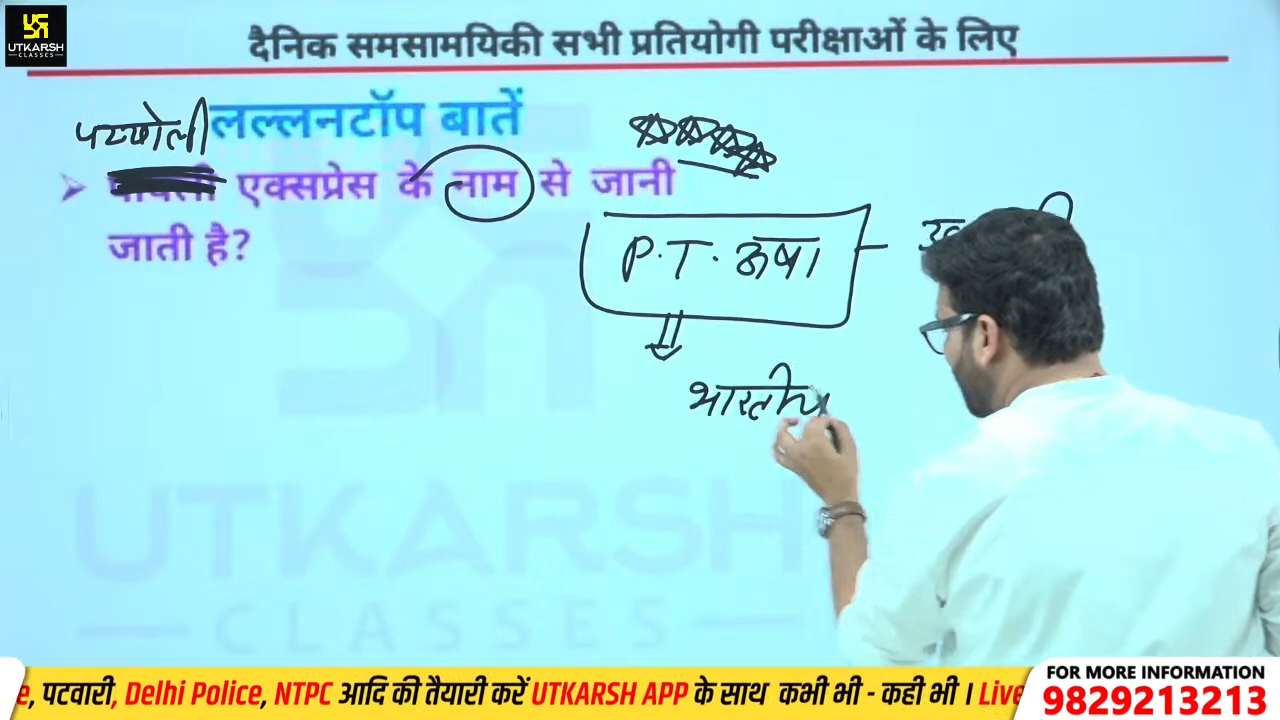 UTKARSH
CLASSES
दैनिक समसामयिकी सभी प्रतियोगी परीक्षाओं के लिए
लल्लनटॉप बातें
पय्योली
एक्सप्रेस के नाम से जानी
जाती है?
P.T. ऊषा
भारतीय
UTKARSH
CLASSES
e, पटवारी, Delhi Police, NTPC आदि की तैयारी करें UTKARSH APP के साथ कभी भी - कही भी । Live
FOR MORE INFORMATION
9829213213